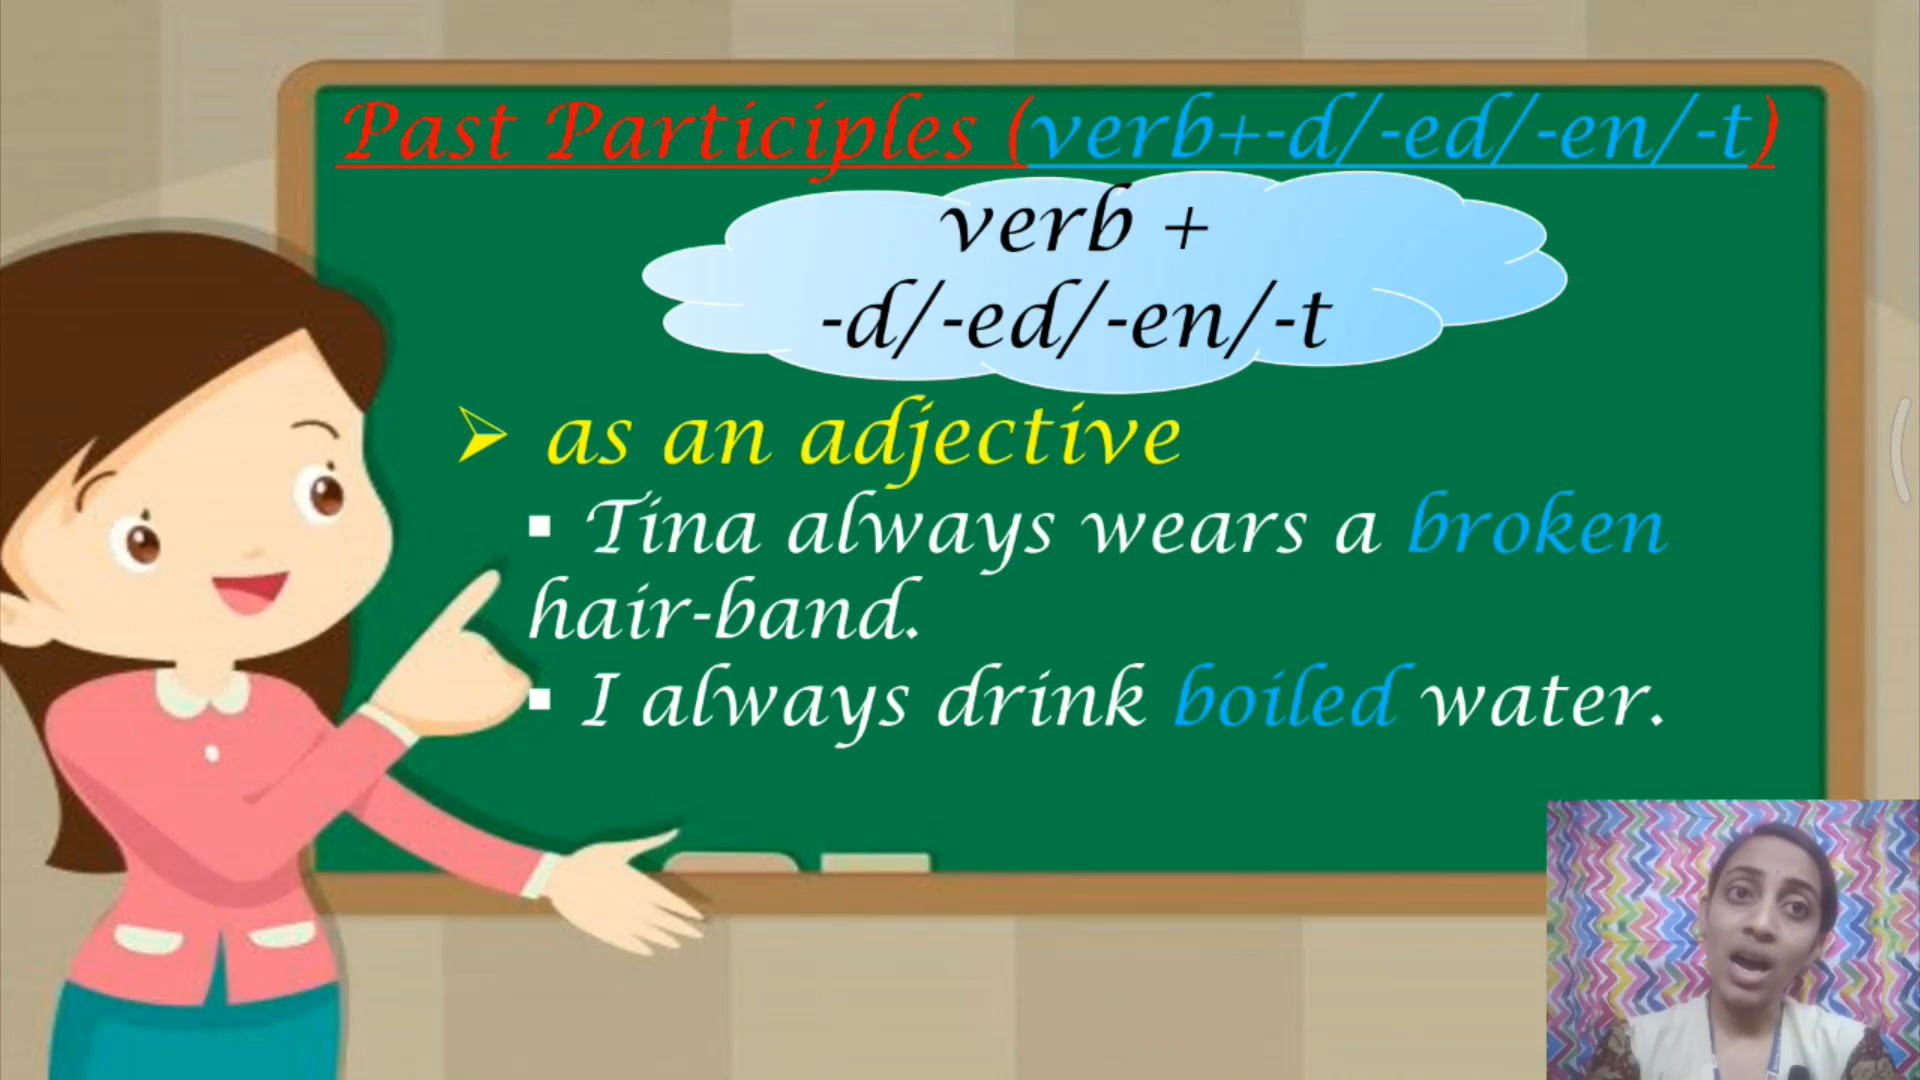 Past Participles (verb+-d/-ed/-en/-t)
verb +
-d/-ed/-en/-t
➢ as an adjective
▪ Tina always wears a broken
hair-band.
▪ I always drink boiled water.